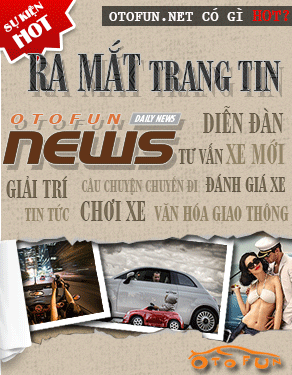 SỰ KIỆN
HOT
OTOFUN.NET CÓ GÌ HOT?
RA MẮT TRANG TIN
OTOFUN DAILY NEWS
NEWS
DIỄN ĐÀN
TƯ VẤN XE MỚI
GIẢI TRÍ CÂU CHUYỆN CHUYẾN ĐI ĐÁNH GIÁ XE
TIN TỨC CHƠI XE VĂN HÓA GIAO THÔNG
OTOFUN